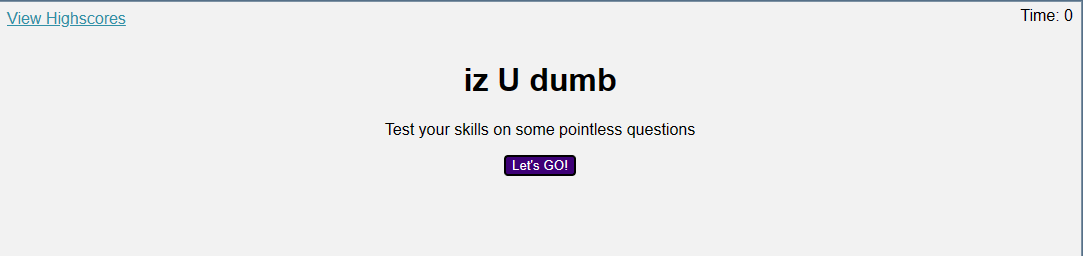 View Highscores
Time: 0
iz U dumb
Test your skills on some pointless questions
Let's GO!